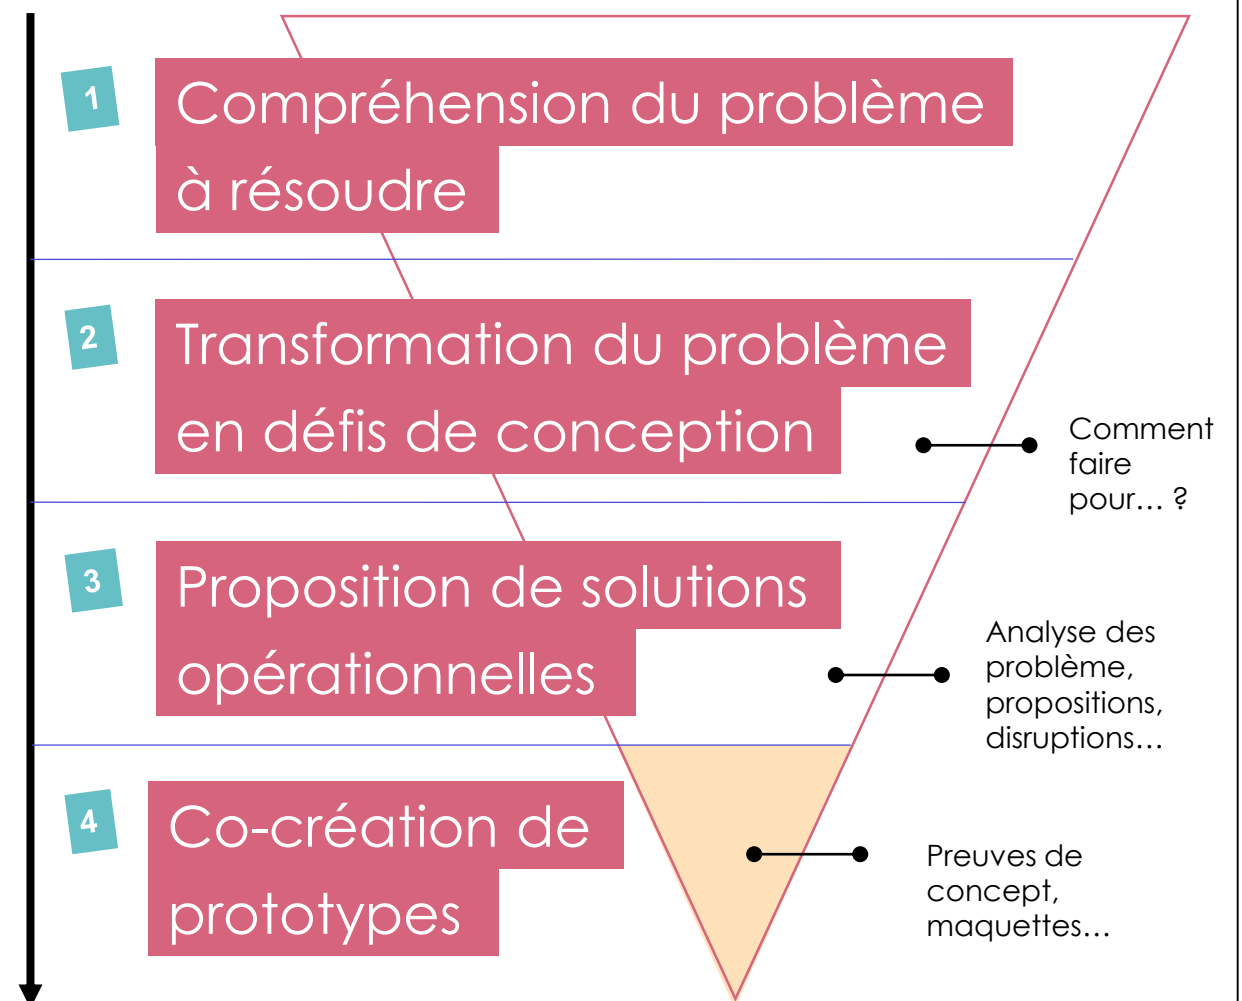 1
Compréhension du problème
à résoudre
2
Transformation du problème
en défis de conception
Comment
faire
pour… ?
3
Proposition de solutions
opérationnelles
Analyse des
problème,
propositions,
disruptions…
4
Co-création de
prototypes
Preuves de
concept,
maquettes…